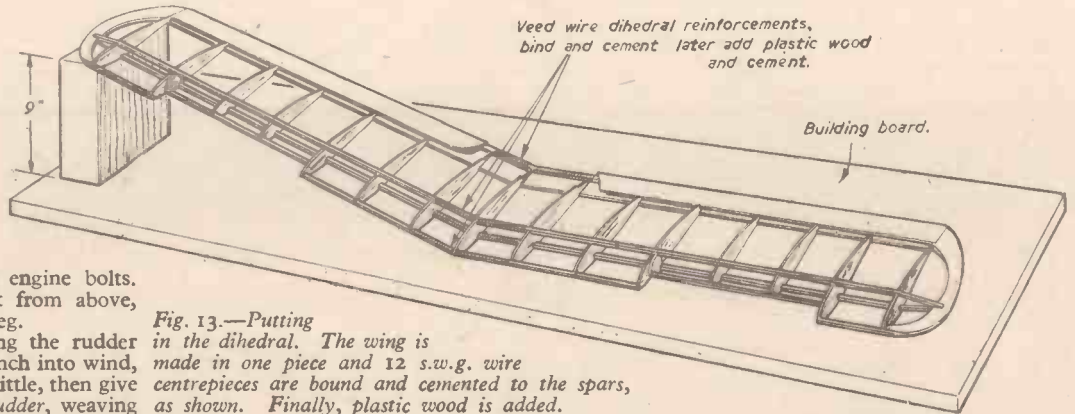 Veed wire dihedral reinforcements,
bind and cement later add plastic wood
and cement.
9"
Building board.
engine bolts.
from above,
eg.
ng the rudder
nch into wind,
ittle, then give
udder, weaving
Fig. 13.—Putting
in the dihedral. The wing is
made in one piece and 12 s.w.g. wire
centrepieces are bound and cemented to the spars,
as shown. Finally, plastic wood is added.